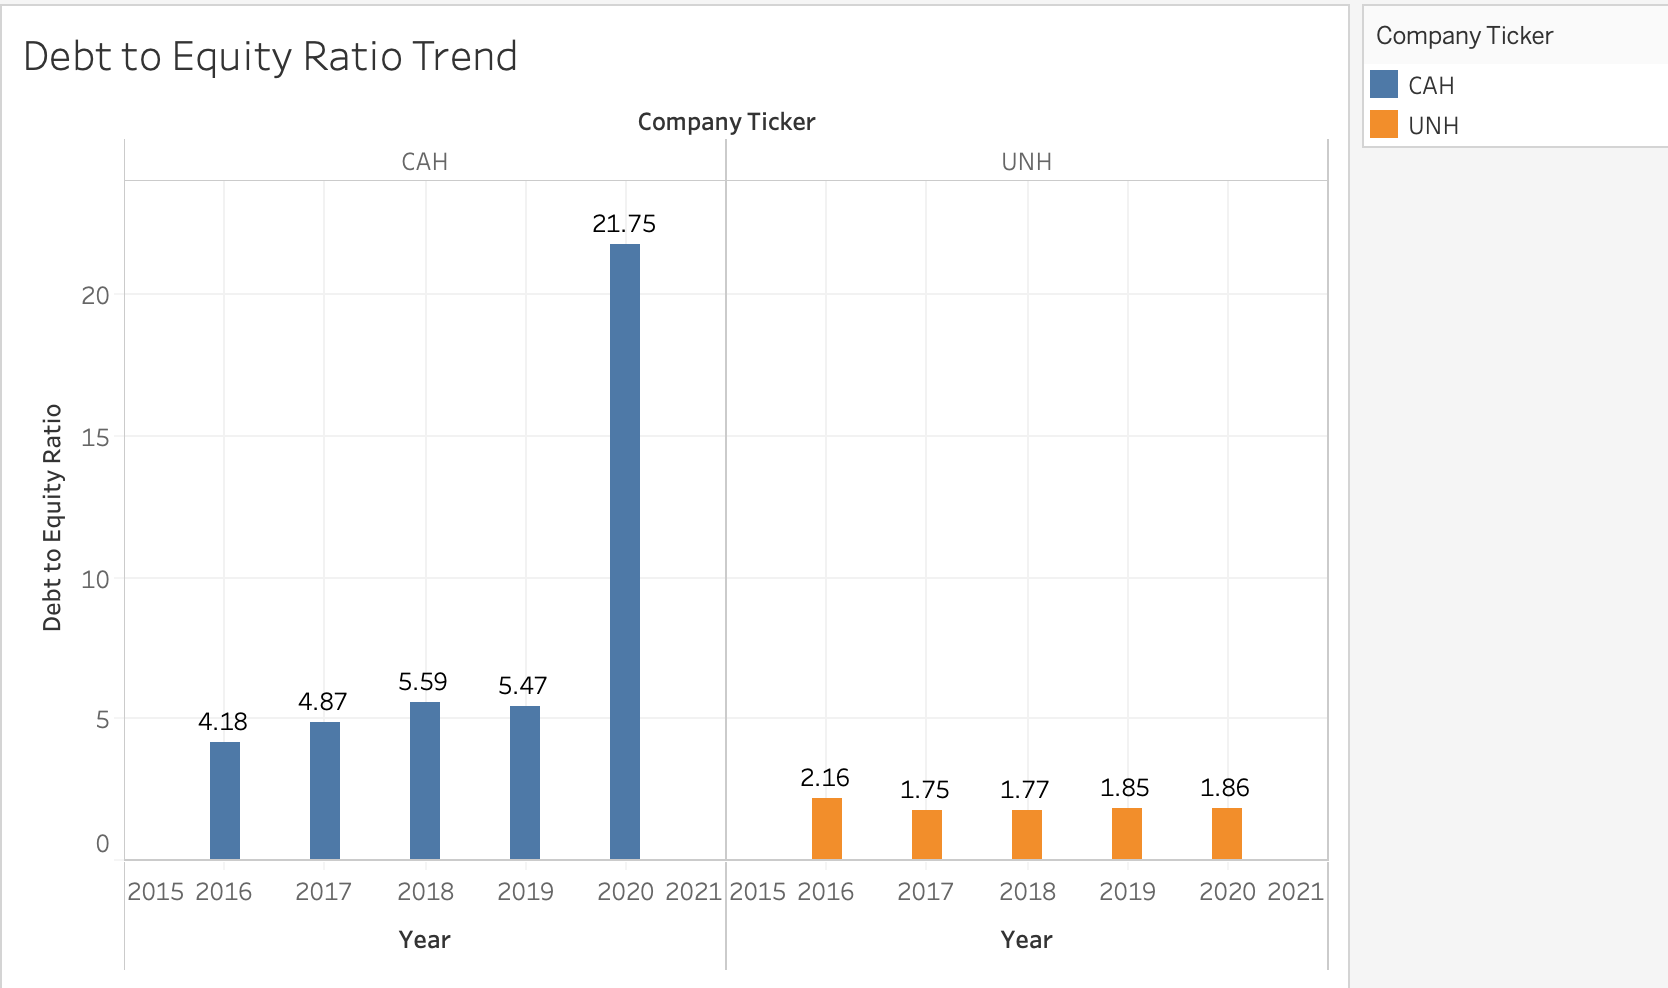 Debt to Equity Ratio Trend
Company Ticker
CAH
UNH
Company Ticker
CAH UNH
Debt to Equity Ratio
20
15
10
5
0
4.18 4.87 5.59 5.47 21.75
2.16 1.75 1.77 1.85 1.86
2015 2016 2017 2018 2019 2020 2021 2015 2016 2017 2018 2019 2020 2021
Year Year